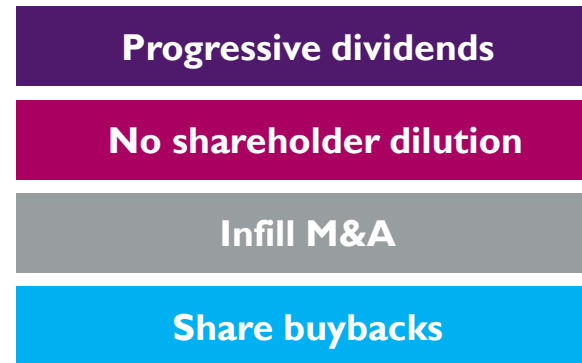 Progressive dividends
No shareholder dilution
Infill M&A
Share buybacks